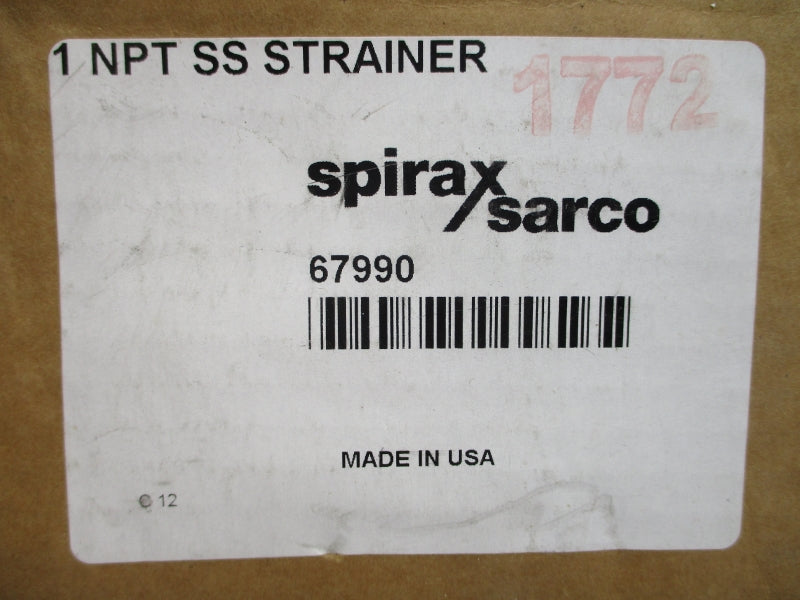 1 NPT SS STRAINER
1772
spirax
sarco
67990
MADE IN USA
C 12